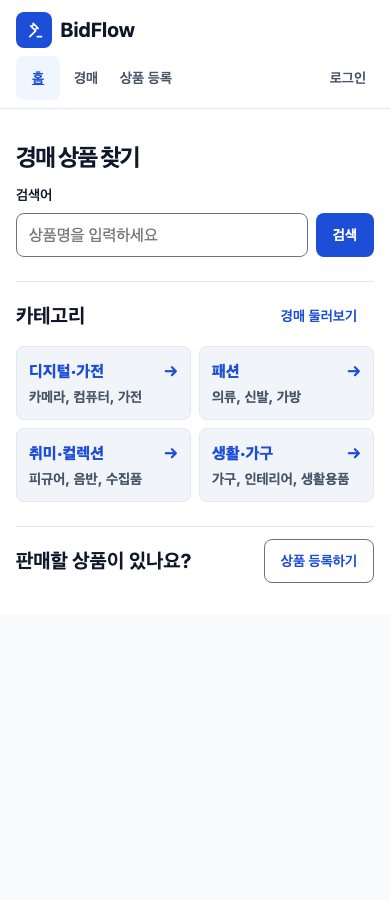 BidFlow
홈 경매 상품 등록 로그인
경매 상품 찾기
검색어
상품명을 입력하세요 검색
카테고리 경매 둘러보기
디지털·가전 → 패션 →
카메라, 컴퓨터, 가전 의류, 신발, 가방
취미·컬렉션 → 생활·가구 →
피규어, 음반, 수집품 가구, 인테리어, 생활용품
판매할 상품이 있나요? 상품 등록하기